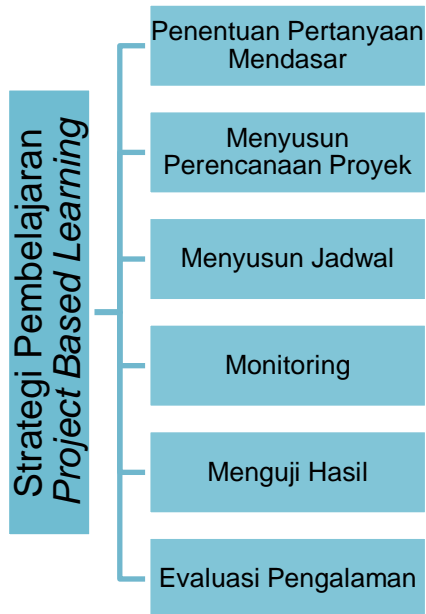 Strategi Pembelajaran
Project Based Learning
Penentuan Pertanyaan
Mendasar
Menyusun
Perencanaan Proyek
Menyusun Jadwal
Monitoring
Menguji Hasil
Evaluasi Pengalaman